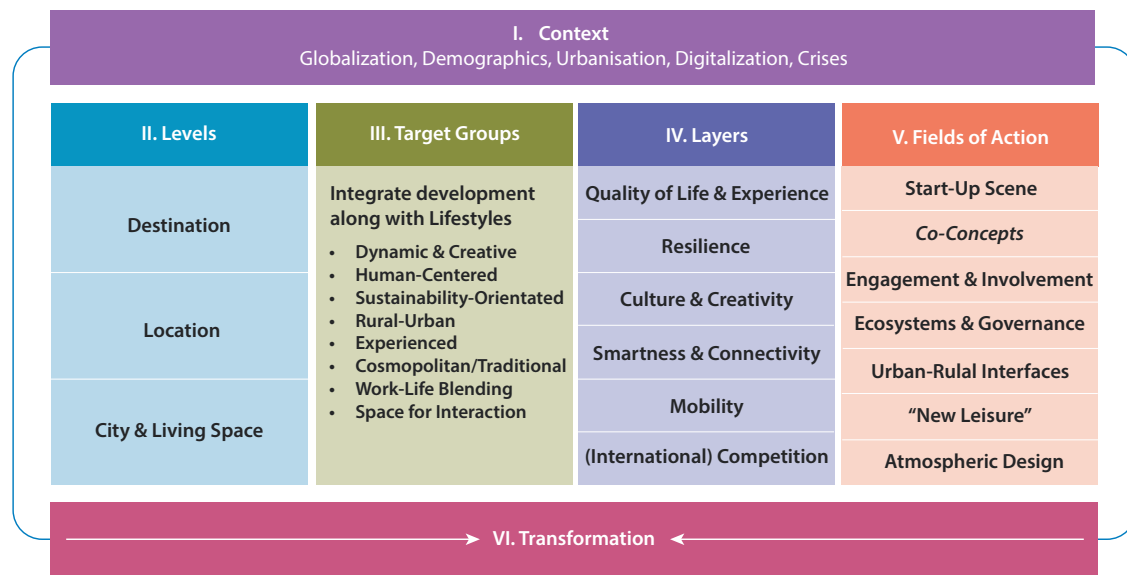 I. Context
Globalization, Demographics, Urbanisation, Digitalization, Crises
II. Levels
Destination
Location
City & Living Space
III. Target Groups
Integrate development
along with Lifestyles
• Dynamic & Creative
• Human-Centered
• Sustainability-Orientated
• Rural-Urban
• Experienced
• Cosmopolitan/Traditional
• Work-Life Blending
• Space for Interaction
IV. Layers
Quality of Life & Experience
Resilience
Culture & Creativity
Smartness & Connectivity
Mobility
(International) Competition
V. Fields of Action
Start-Up Scene
Co-Concepts
Engagement & Involvement
Ecosystems & Governance
Urban-Rulal Interfaces
“New Leisure”
Atmospheric Design
VI. Transformation